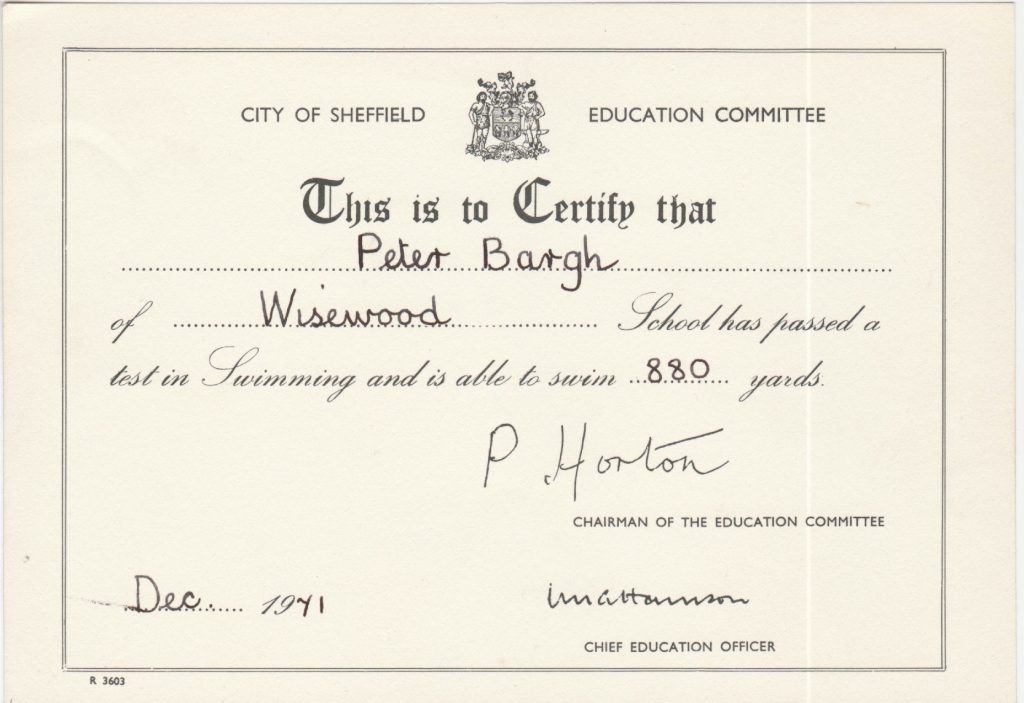 CITY OF SHEFFIELD EDUCATION COMMITTEE
This is to Certify that
Peter Bargh
of Wisewood School has passed a
test in Swimming and is able to swim 880 yards.
P Horton
CHAIRMAN OF THE EDUCATION COMMITTEE
Dec. 1971
CHIEF EDUCATION OFFICER
R 3603